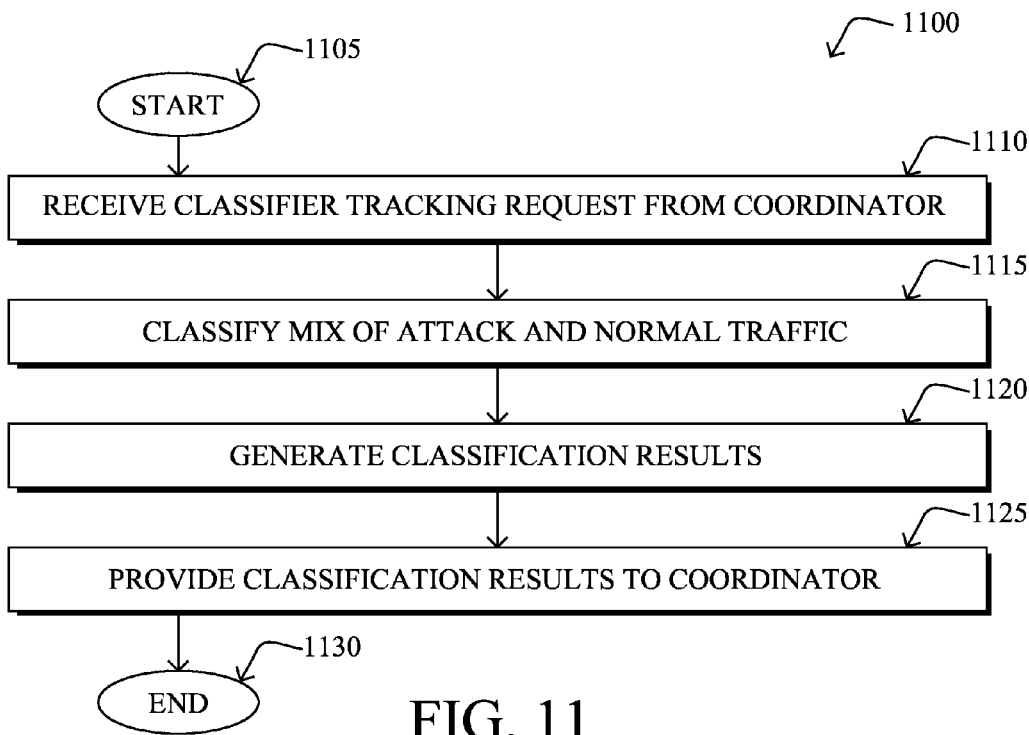 1100
1105
START
1110
RECEIVE CLASSIFIER TRACKING REQUEST FROM COORDINATOR
1115
CLASSIFY MIX OF ATTACK AND NORMAL TRAFFIC
1120
GENERATE CLASSIFICATION RESULTS
1125
PROVIDE CLASSIFICATION RESULTS TO COORDINATOR
1130
END
FIG. 11